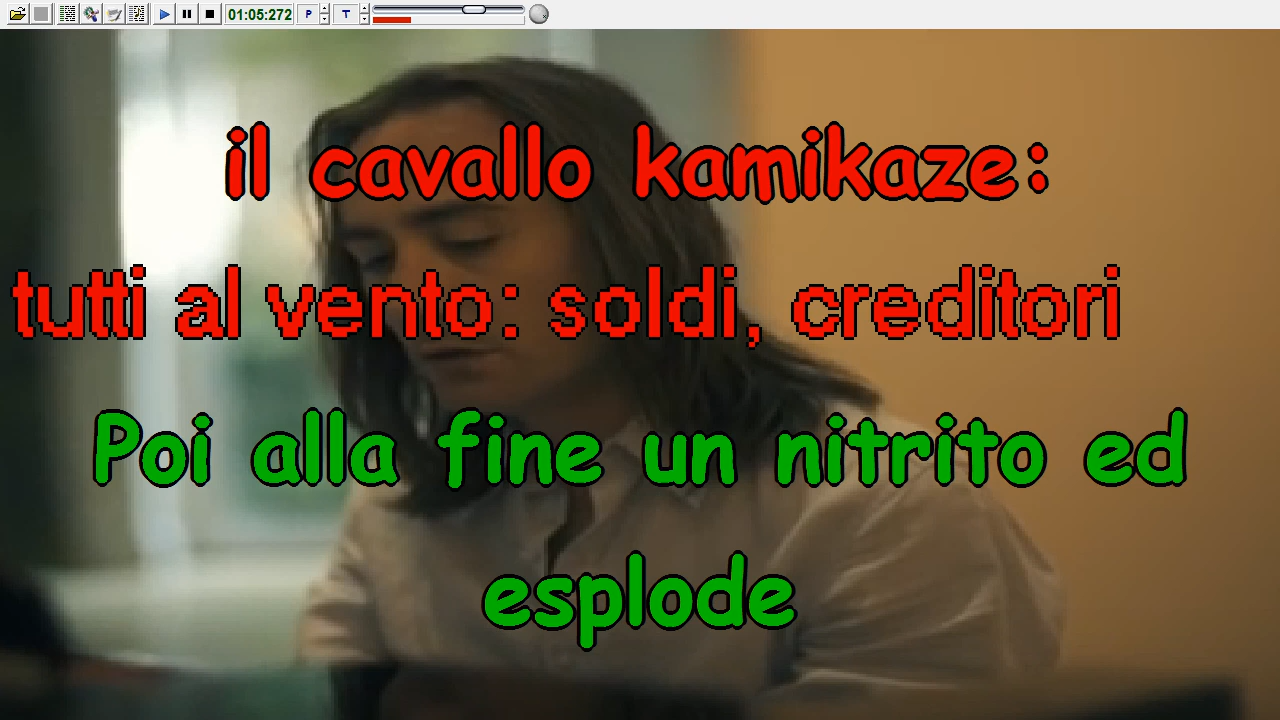 01:05:272 P T
il cavallo kamikaze:
tutti al vento: soldi, creditori
Poi alla fine un nitrito ed
esplode